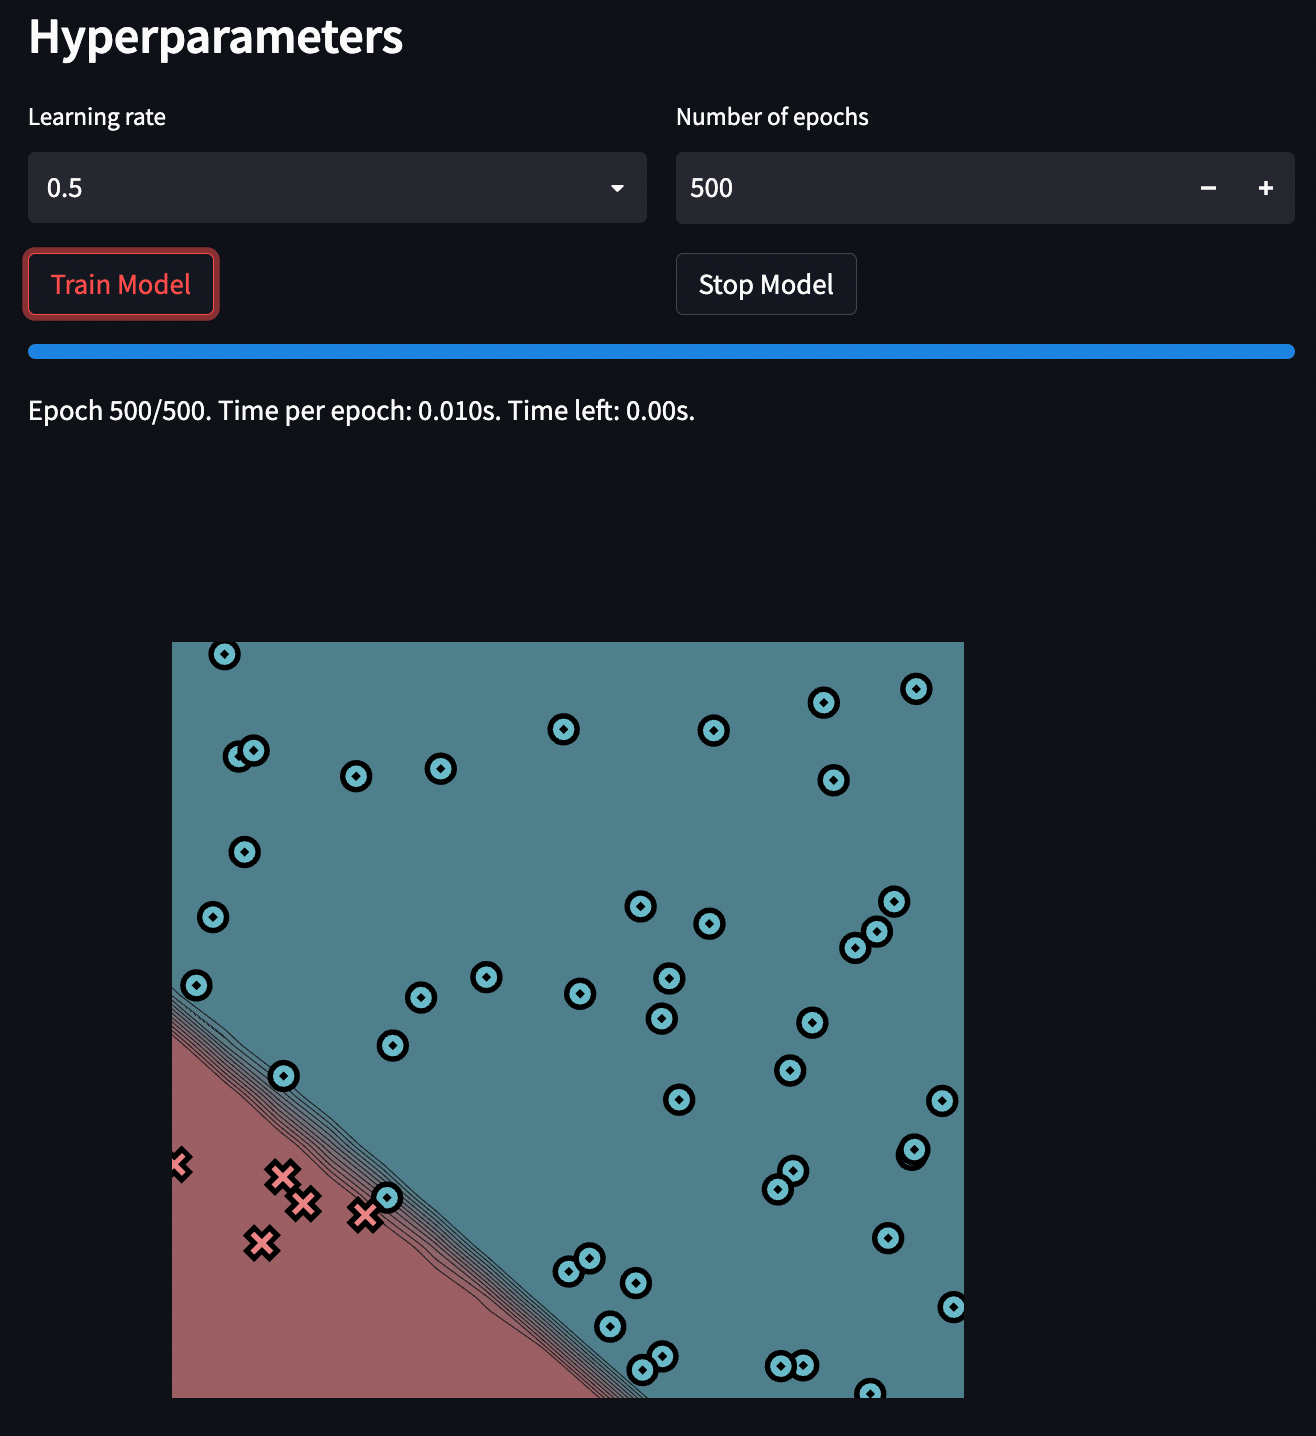 Hyperparameters
Learning rate
Number of epochs
0.5
500
Train Model
Stop Model
Epoch 500/500. Time per epoch: 0.010s. Time left: 0.00s.